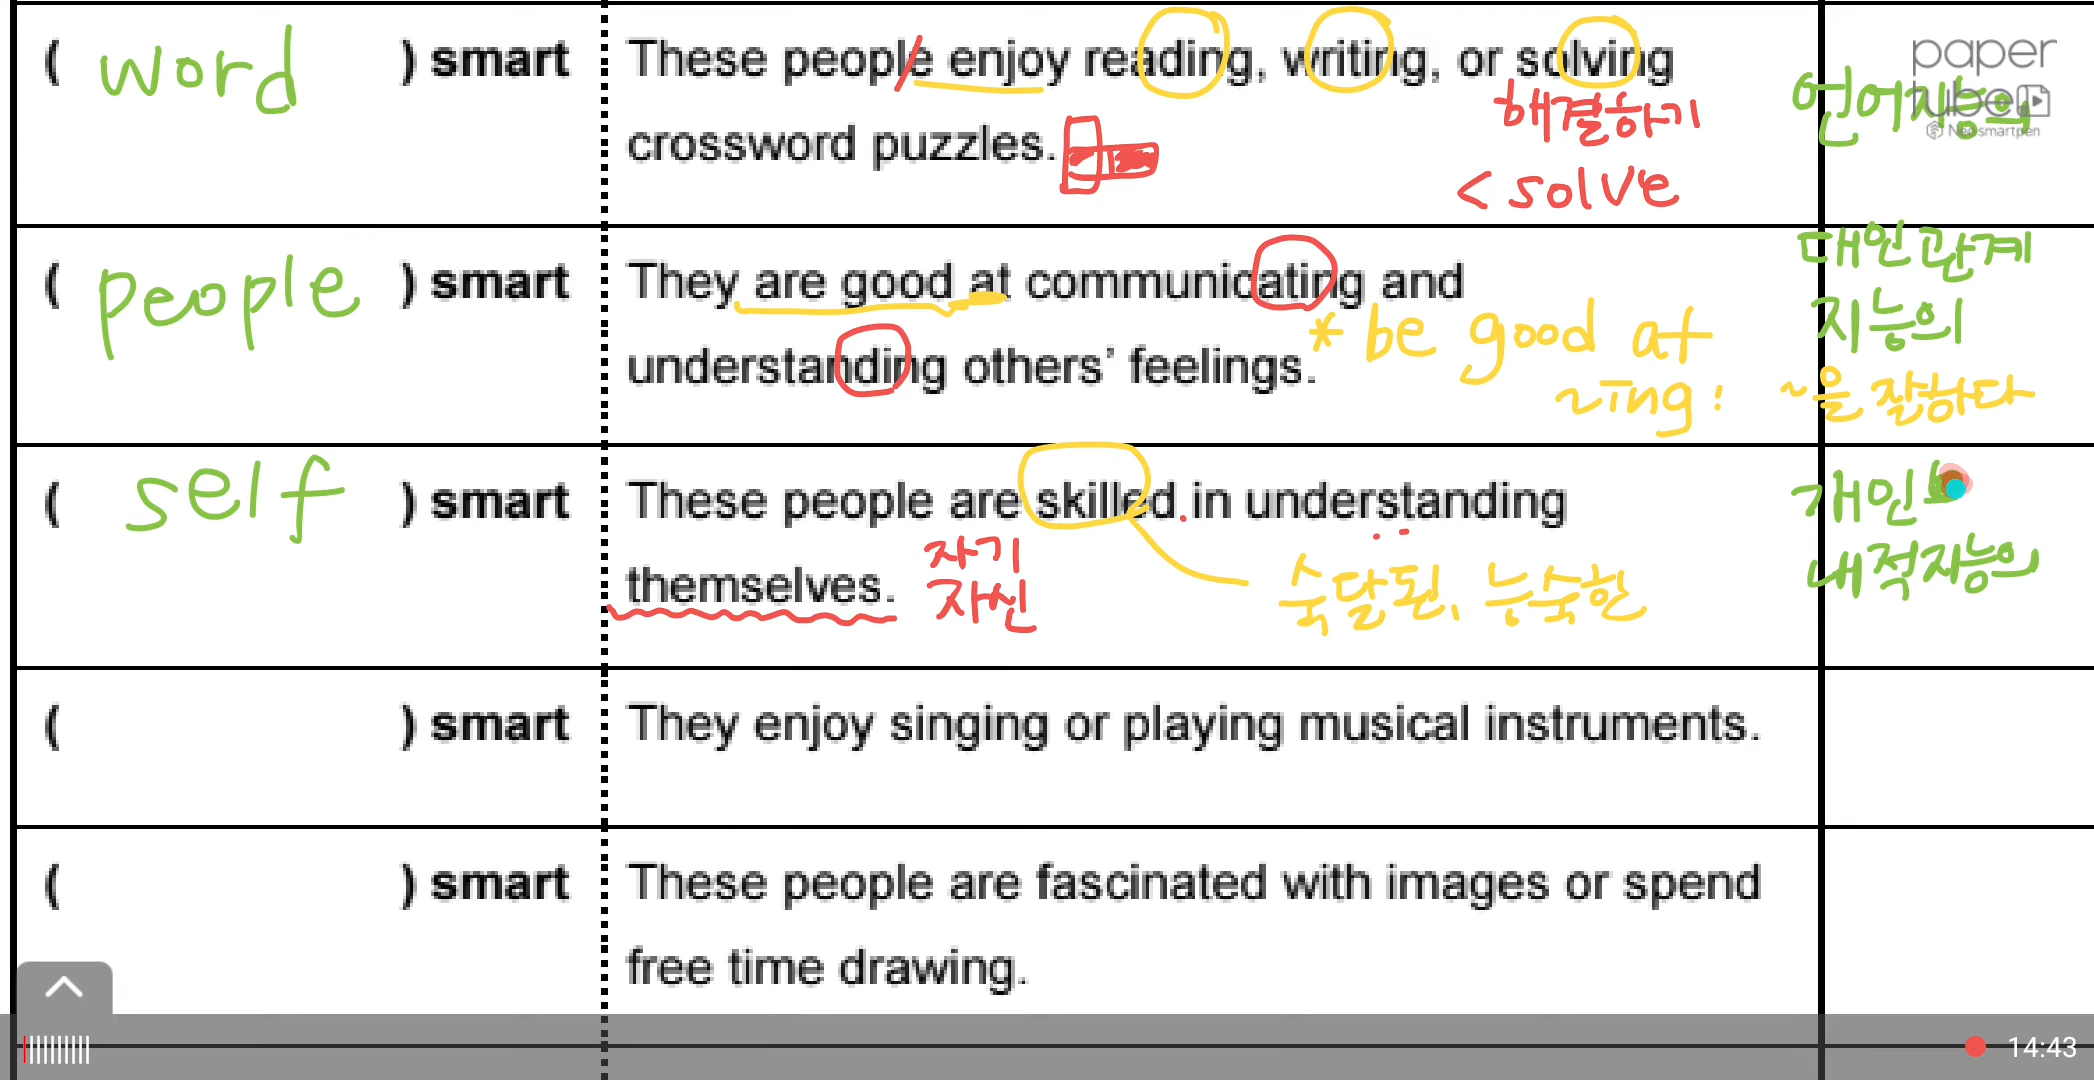 ( word ) smart These people enjoy reading, writing, or solving
해결하기
crossword puzzles.
< solve
언어지능의
paper
tube
Neo smartpen
( people ) smart They are good at communicating and
understanding others' feelings.
* be good at
~ing : ~을 잘하다
대인관계
지능의
( self ) smart These people are skilled in understanding
themselves.
자기
자신
숙달된, 능숙한
개인
내적지능의
( ) smart They enjoy singing or playing musical instruments.
( ) smart These people are fascinated with images or spend
free time drawing.
14:43